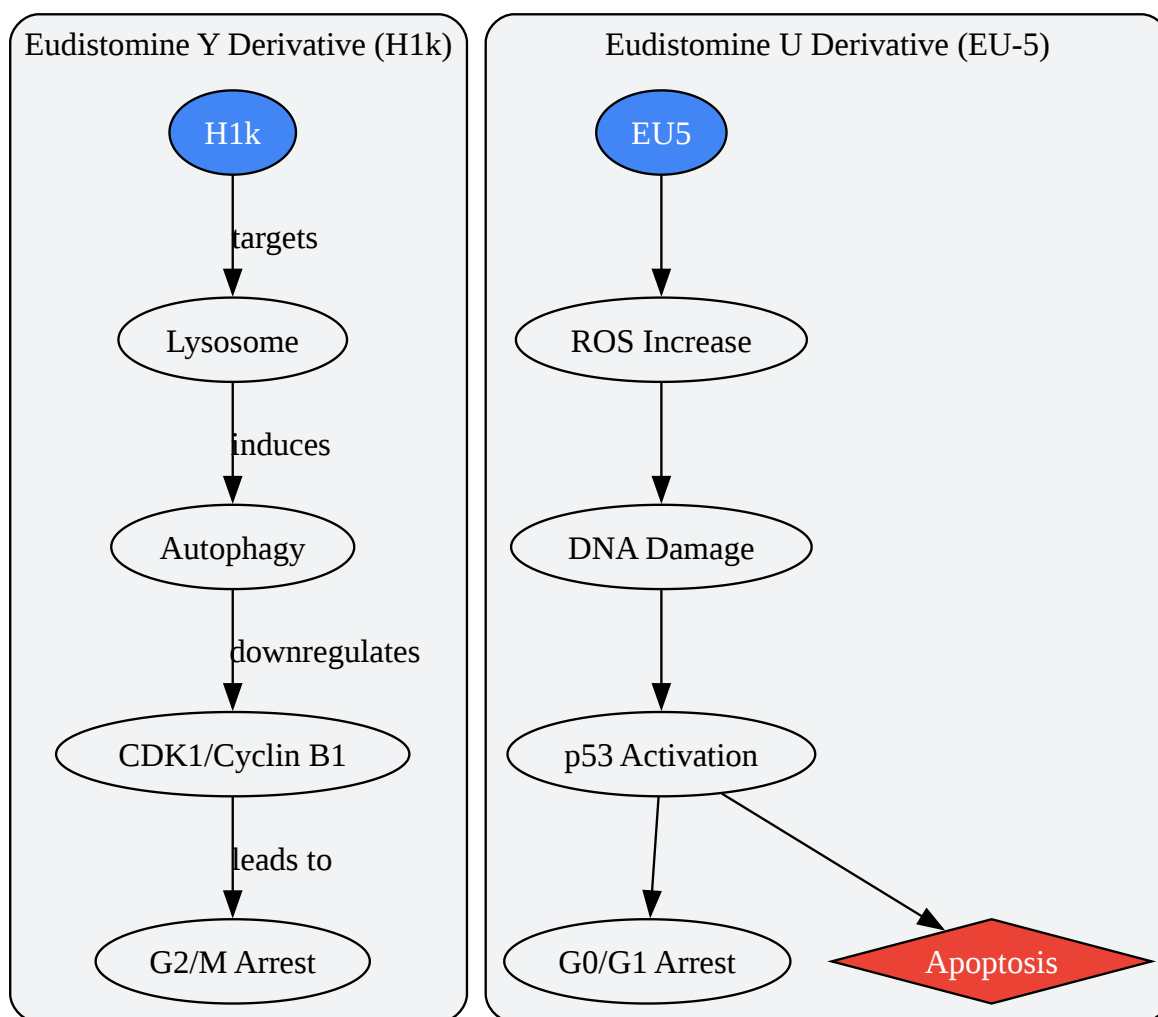 Eudistomine Y Derivative (H1k)
H1k
targets
Lysosome
induces
Autophagy
downregulates
CDK1/Cyclin B1
leads to
G2/M Arrest
Eudistomine U Derivative (EU-5)
EU5
ROS Increase
DNA Damage
p53 Activation
G0/G1 Arrest
Apoptosis